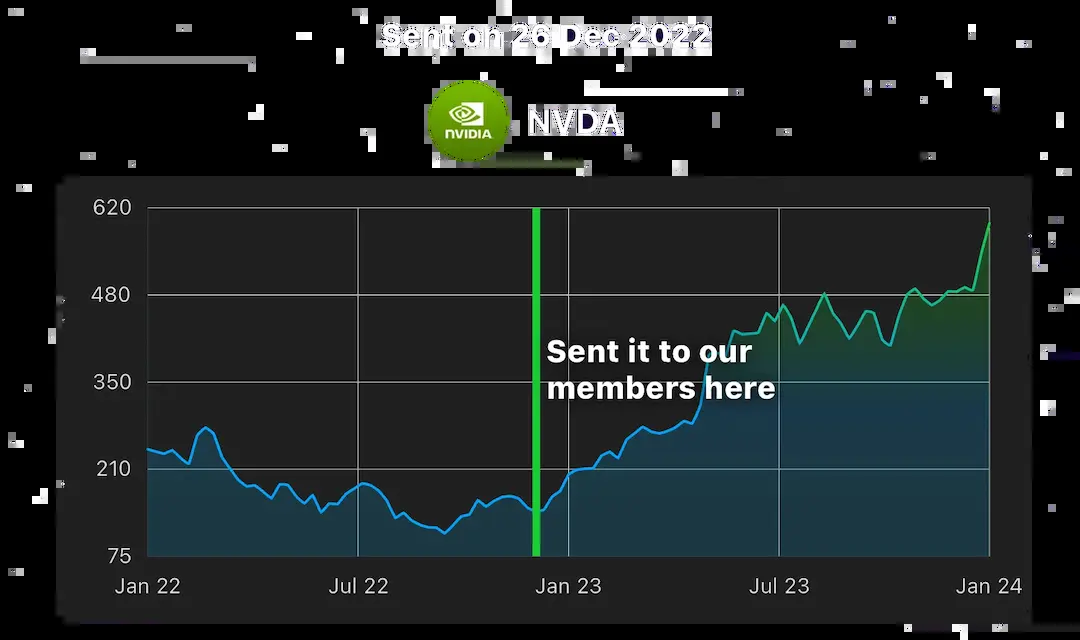 Sent on 26 Dec 2022
NVIDIA
NVDA
620
480
350
210
75
Sent it to our
members here
Jan 22
Jul 22
Jan 23
Jul 23
Jan 24